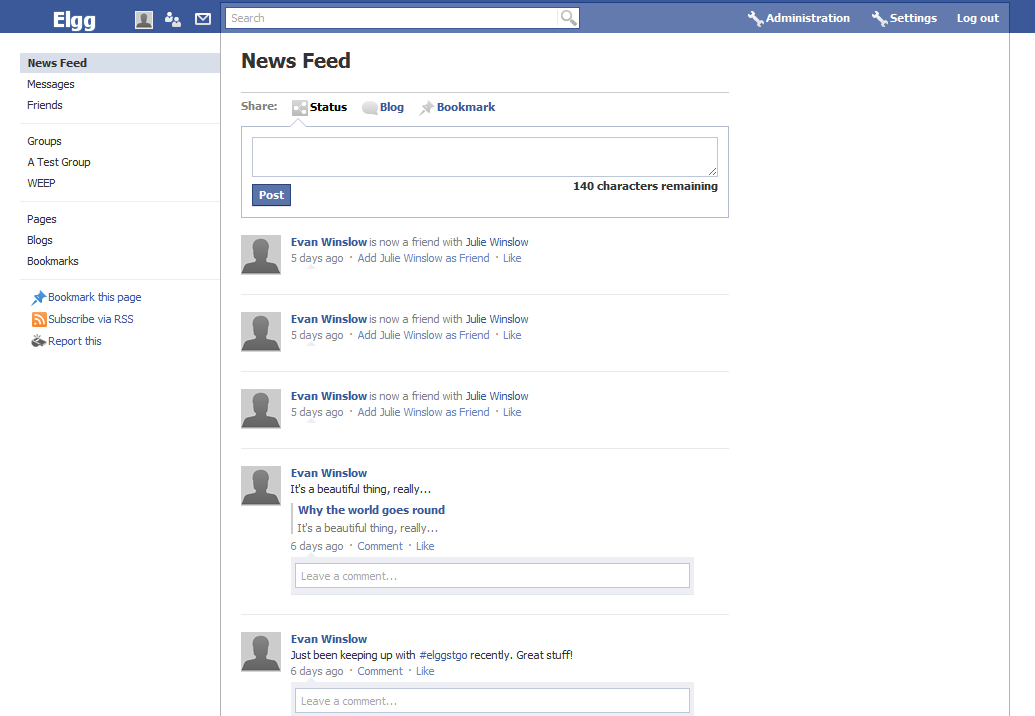 Elgg
Search
Administration
Settings
Log out
News Feed
Messages
Friends
Groups
A Test Group
WEEP
Pages
Blogs
Bookmarks
Bookmark this page
Subscribe via RSS
Report this
News Feed
Share: Status Blog Bookmark
140 characters remaining
Post
Evan Winslow is now a friend with Julie Winslow
5 days ago · Add Julie Winslow as Friend · Like
Evan Winslow is now a friend with Julie Winslow
5 days ago · Add Julie Winslow as Friend · Like
Evan Winslow is now a friend with Julie Winslow
5 days ago · Add Julie Winslow as Friend · Like
Evan Winslow
It's a beautiful thing, really...
Why the world goes round
It's a beautiful thing, really...
6 days ago · Comment · Like
Leave a comment...
Evan Winslow
Just been keeping up with #elggstgo recently. Great stuff!
6 days ago · Comment · Like
Leave a comment...